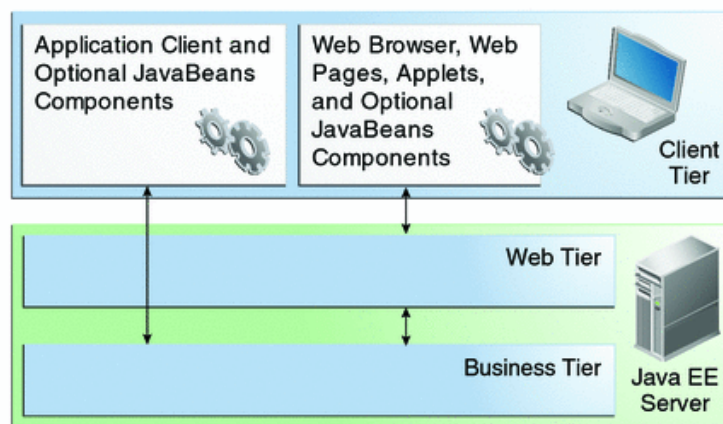 Application Client and
Optional JavaBeans
Components
Web Browser, Web
Pages, Applets,
and Optional
JavaBeans
Components
Client
Tier
Web Tier
Business Tier
Java EE
Server